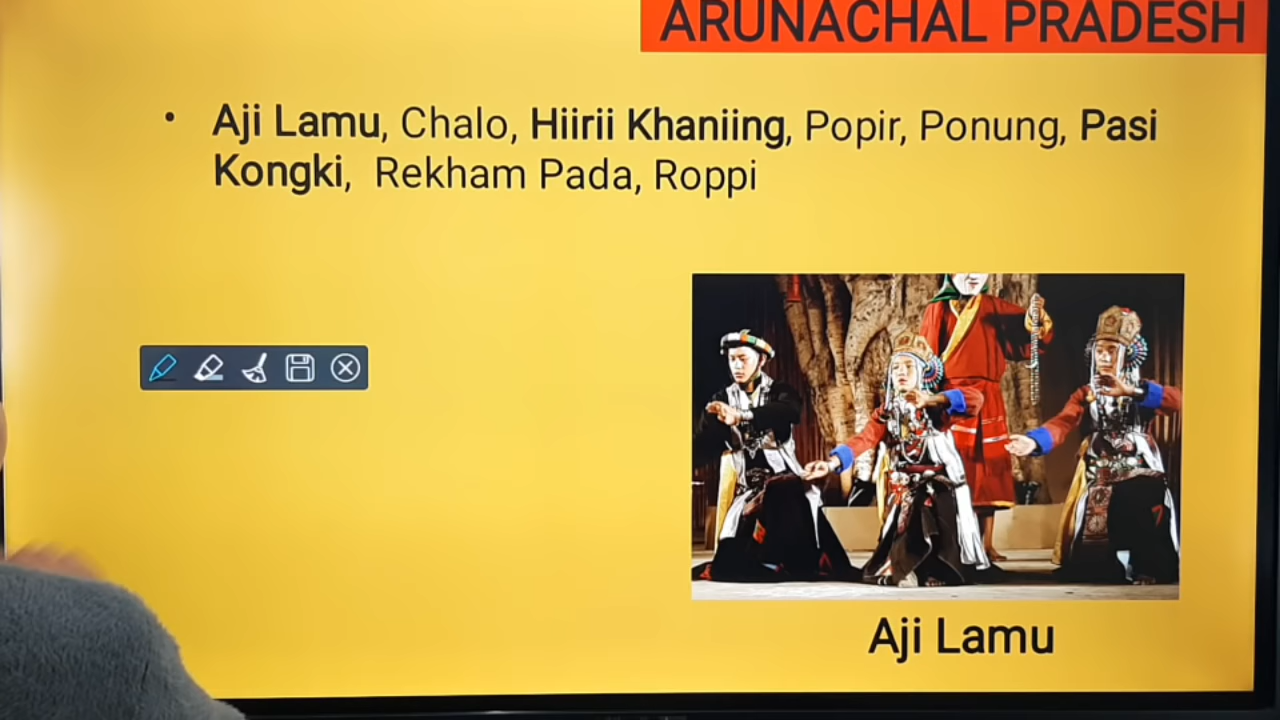 ARUNACHAL PRADESH
• Aji Lamu, Chalo, Hiirii Khaniing, Popir, Ponung, Pasi
Kongki, Rekham Pada, Roppi
Aji Lamu